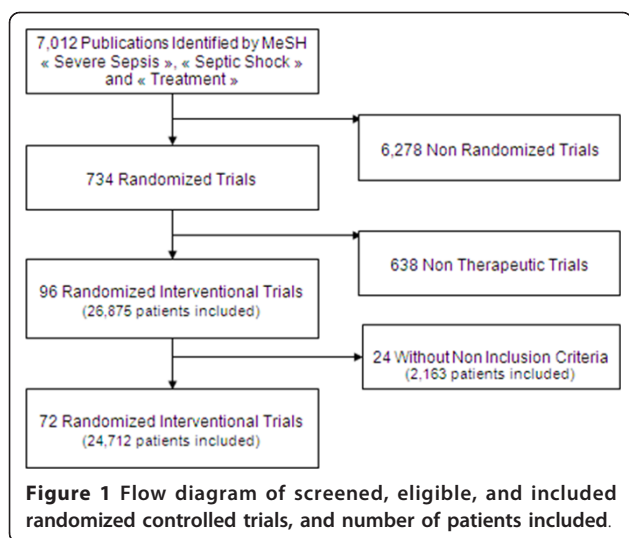 7,012 Publications Identified by MeSH
« Severe Sepsis », « Septic Shock »
and « Treatment »
6,278 Non Randomized Trials
734 Randomized Trials
638 Non Therapeutic Trials
96 Randomized Interventional Trials
(26,875 patients included)
24 Without Non Inclusion Criteria
(2,163 patients included)
72 Randomized Interventional Trials
(24,712 patients included)
Figure 1 Flow diagram of screened, eligible, and included
randomized controlled trials, and number of patients included.